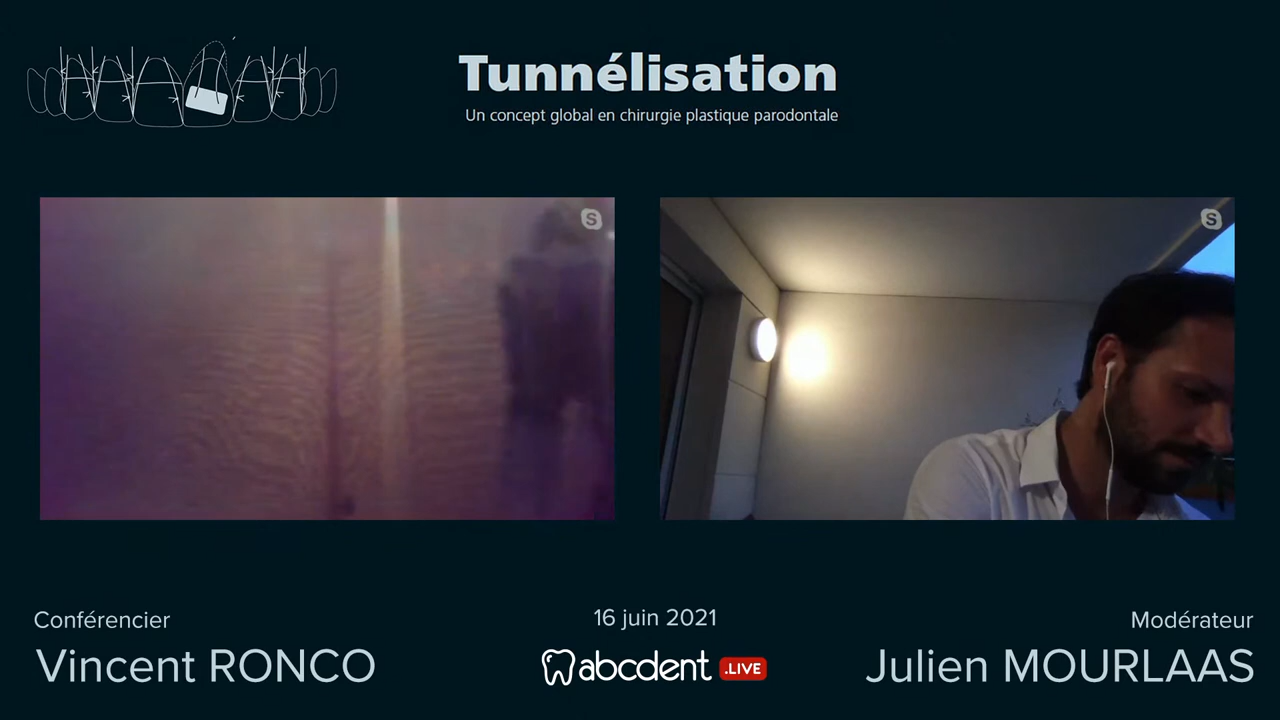 Tunnélisation
Un concept global en chirurgie plastique parodontale
S
S
Conférencier
Vincent RONCO
16 juin 2021
abcdent .LIVE
Modérateur
Julien MOURLAAS